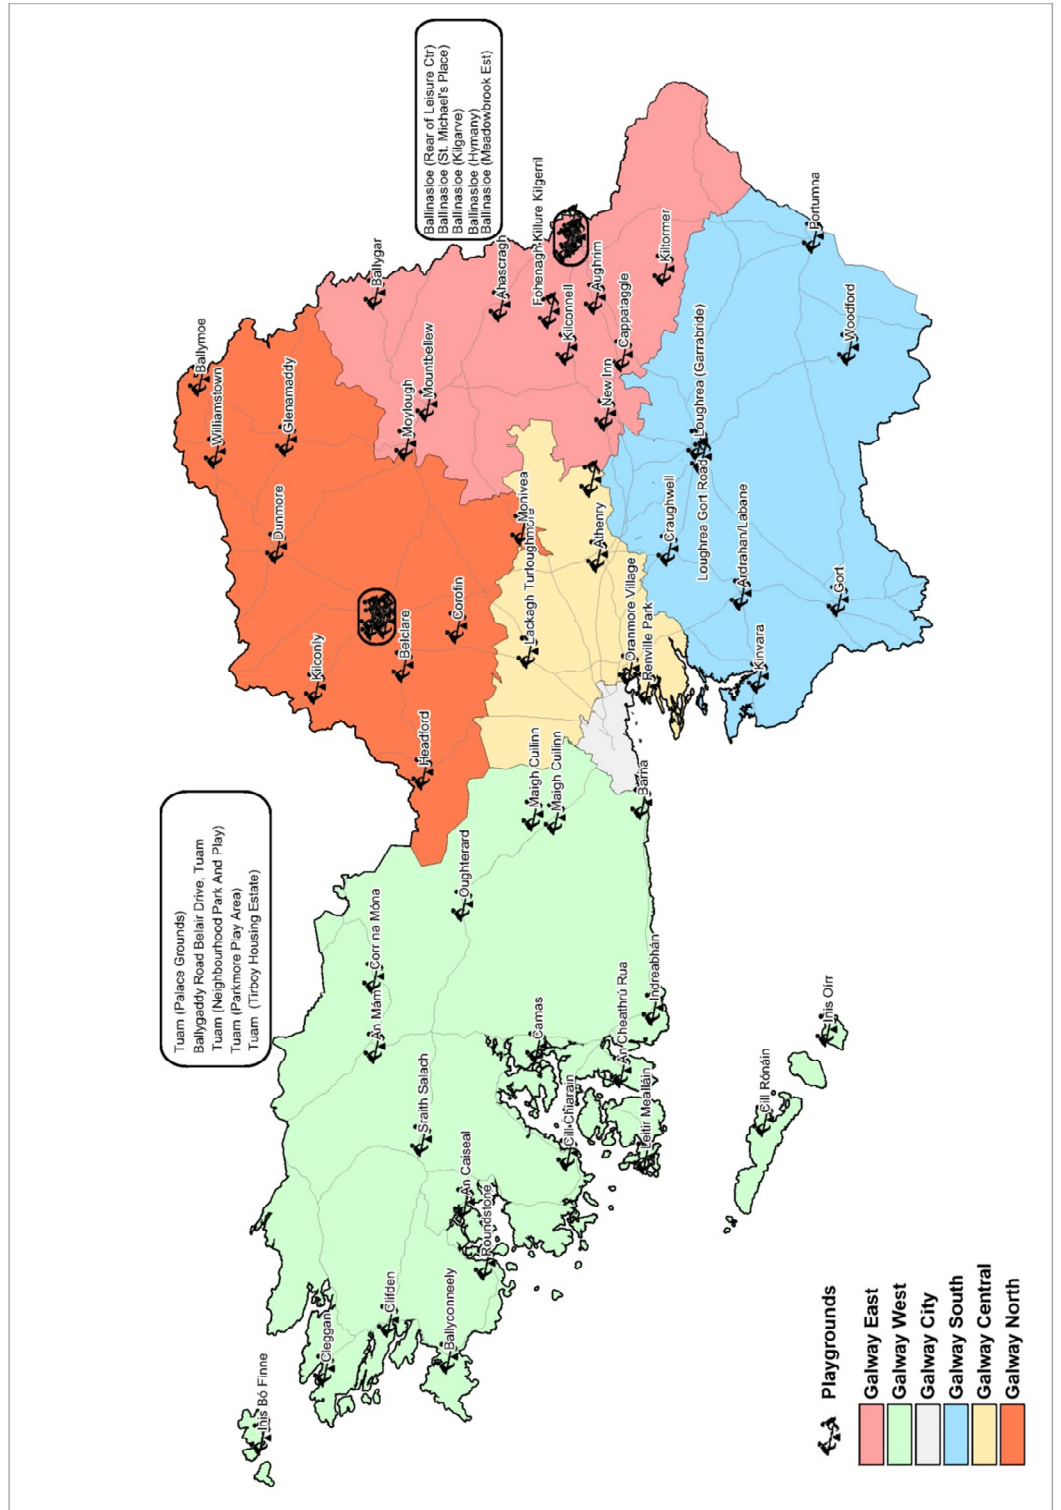 Tuam (Palace Grounds)
Ballygaddy Road Belair Drive, Tuam
Tuam (Neighbourhood Park And Play)
Tuam (Parkmore Play Area)
Tuam (Tirboy Housing Estate)
Ballinasloe (Rear of Leisure Ctr)
Ballinasloe (St. Michael's Place)
Ballinasloe (Kilgarve)
Ballinasloe (Hymany)
Ballinasloe (Meadowbrook Est)
Ballymoe
Williamstown
Glenamaddy
Dunmore
Kilconly
Belclare
Corofin
Headford
Ballygar
Moylough
Mountbellew
Ahascragh
Fohenagh Killure Kilgerril
Kilconnell
Aughrim
Cappataggle
Killormer
New Inn
Monivea
Lackagh Turloughmore
Athenry
Oranmore Village
Renville Park
Craughwell
Loughrea Gort Road
Loughrea (Garrabride)
Ardrahan/Labane
Kinvara
Gort
Woodford
Portumna
Inis Bó Finne
Cleggan
Clifden
Ballyconneely
Roundstone
An Caiseal
Sraith Salach
An Mám
Corr na Móna
Oughterard
Maigh Cuilinn
Maigh Cuilinn
Barna
Indreabhán
Camas
An Cheathrú Rua
Cill Chiarain
Leitir Mealláin
Cill Rónáin
Inis Oírr
Playgrounds
Galway East
Galway West
Galway City
Galway South
Galway Central
Galway North